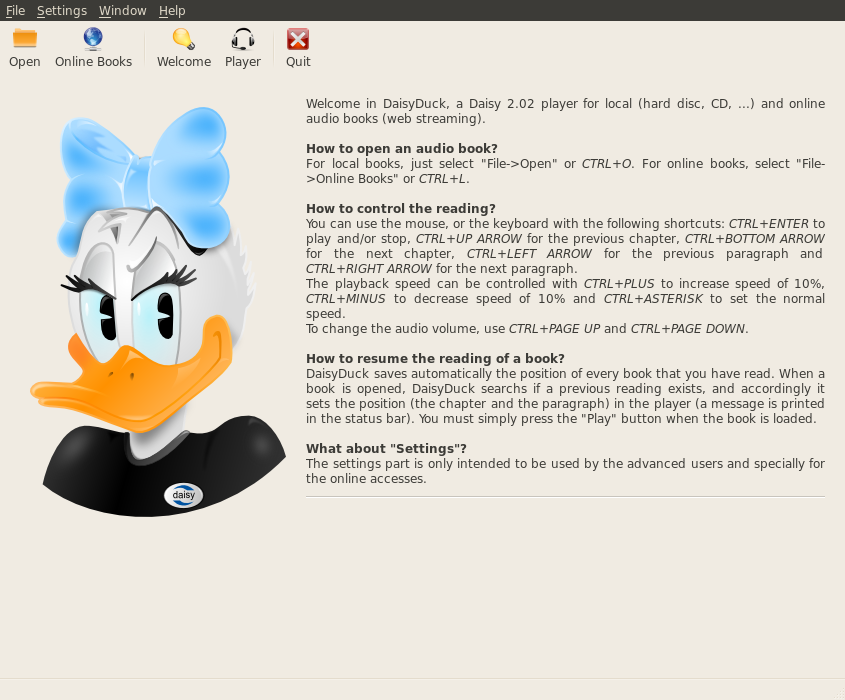 File Settings Window Help
Open Online Books Welcome Player Quit
Welcome in DaisyDuck, a Daisy 2.02 player for local (hard disc, CD, ...) and online
audio books (web streaming).
How to open an audio book?
For local books, just select "File->Open" or CTRL+O. For online books, select "File-
>Online Books" or CTRL+L.
How to control the reading?
You can use the mouse, or the keyboard with the following shortcuts: CTRL+ENTER to
play and/or stop, CTRL+UP ARROW for the previous chapter, CTRL+BOTTOM ARROW
for the next chapter, CTRL+LEFT ARROW for the previous paragraph and
CTRL+RIGHT ARROW for the next paragraph.
The playback speed can be controlled with CTRL+PLUS to increase speed of 10%,
CTRL+MINUS to decrease speed of 10% and CTRL+ASTERISK to set the normal
speed.
To change the audio volume, use CTRL+PAGE UP and CTRL+PAGE DOWN.
How to resume the reading of a book?
DaisyDuck saves automatically the position of every book that you have read. When a
book is opened, DaisyDuck searchs if a previous reading exists, and accordingly it
sets the position (the chapter and the paragraph) in the player (a message is printed
in the status bar). You must simply press the "Play" button when the book is loaded.
What about "Settings"?
The settings part is only intended to be used by the advanced users and specially for
the online accesses.
daisy